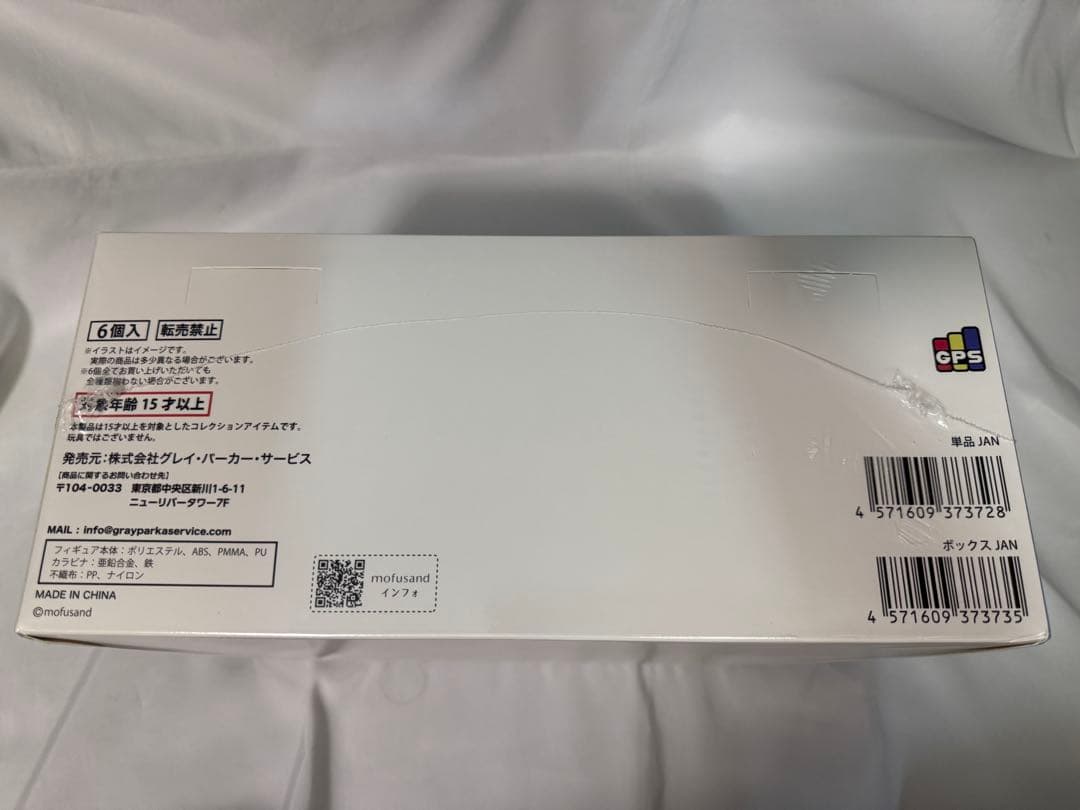 6個入 転売禁止
※イラストはイメージです。
実際の商品は多少異なる場合がございます。
※6個全てお買い上げいただいても
全種類揃わない場合がございます。
対象年齢 15 才以上
本製品は15才以上を対象としたコレクションアイテムです。
玩具ではございません。
発売元:株式会社グレイ・パーカー・サービス
【商品に関するお問い合わせ先】
〒104-0033 東京都中央区新川1-6-11
ニューリバータワー7F
MAIL : info@grayparkaservice.com
フィギュア本体:ポリエステル、ABS、PMMA、PU
カラビナ:亜鉛合金、鉄
不織布:PP、ナイロン
MADE IN CHINA
©mofusand
mofusand
インフォ
GPS
単品 JAN
4 571609 373728
ボックス JAN
4 571609 373735